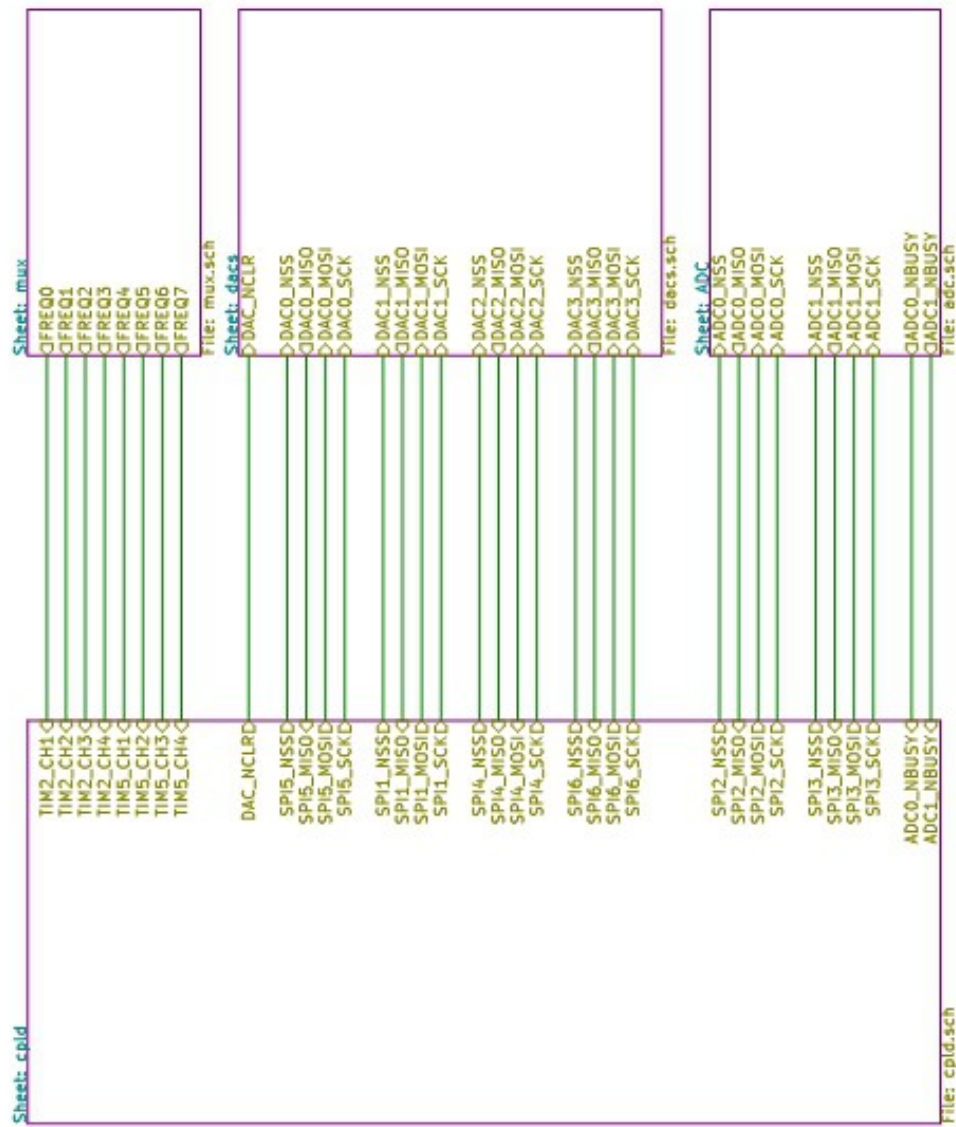 Sheet: mux
FREQ0
FREQ1
FREQ2
FREQ3
FREQ4
FREQ5
FREQ6
FREQ7
File: mux.sch
Sheet: dacs
DAC_NCLR
DAC0_NSS
DAC0_MISO
DAC0_MOSI
DAC0_SCK
DAC1_NSS
DAC1_MISO
DAC1_MOSI
DAC1_SCK
DAC2_NSS
DAC2_MISO
DAC2_MOSI
DAC2_SCK
DAC3_NSS
DAC3_MISO
DAC3_MOSI
DAC3_SCK
File: dacs.sch
Sheet: ADC
ADC0_NSS
ADC0_MISO
ADC0_MOSI
ADC0_SCK
ADC1_NSS
ADC1_MISO
ADC1_MOSI
ADC1_SCK
ADC0_NBUSY
ADC1_NBUSY
File: adc.sch
Sheet: cpld
TIM2_CH1
TIM2_CH2
TIM2_CH3
TIM2_CH4
TIM5_CH1
TIM5_CH2
TIM5_CH3
TIM5_CH4
DAC_NCLR
SPI5_NSS
SPI5_MISO
SPI5_MOSI
SPI5_SCK
SPI1_NSS
SPI1_MISO
SPI1_MOSI
SPI1_SCK
SPI4_NSS
SPI4_MISO
SPI4_MOSI
SPI4_SCK
SPI6_NSS
SPI6_MISO
SPI6_MOSI
SPI6_SCK
SPI2_NSS
SPI2_MISO
SPI2_MOSI
SPI2_SCK
SPI3_NSS
SPI3_MISO
SPI3_MOSI
SPI3_SCK
ADC0_NBUSY
ADC1_NBUSY
File: cpld.sch